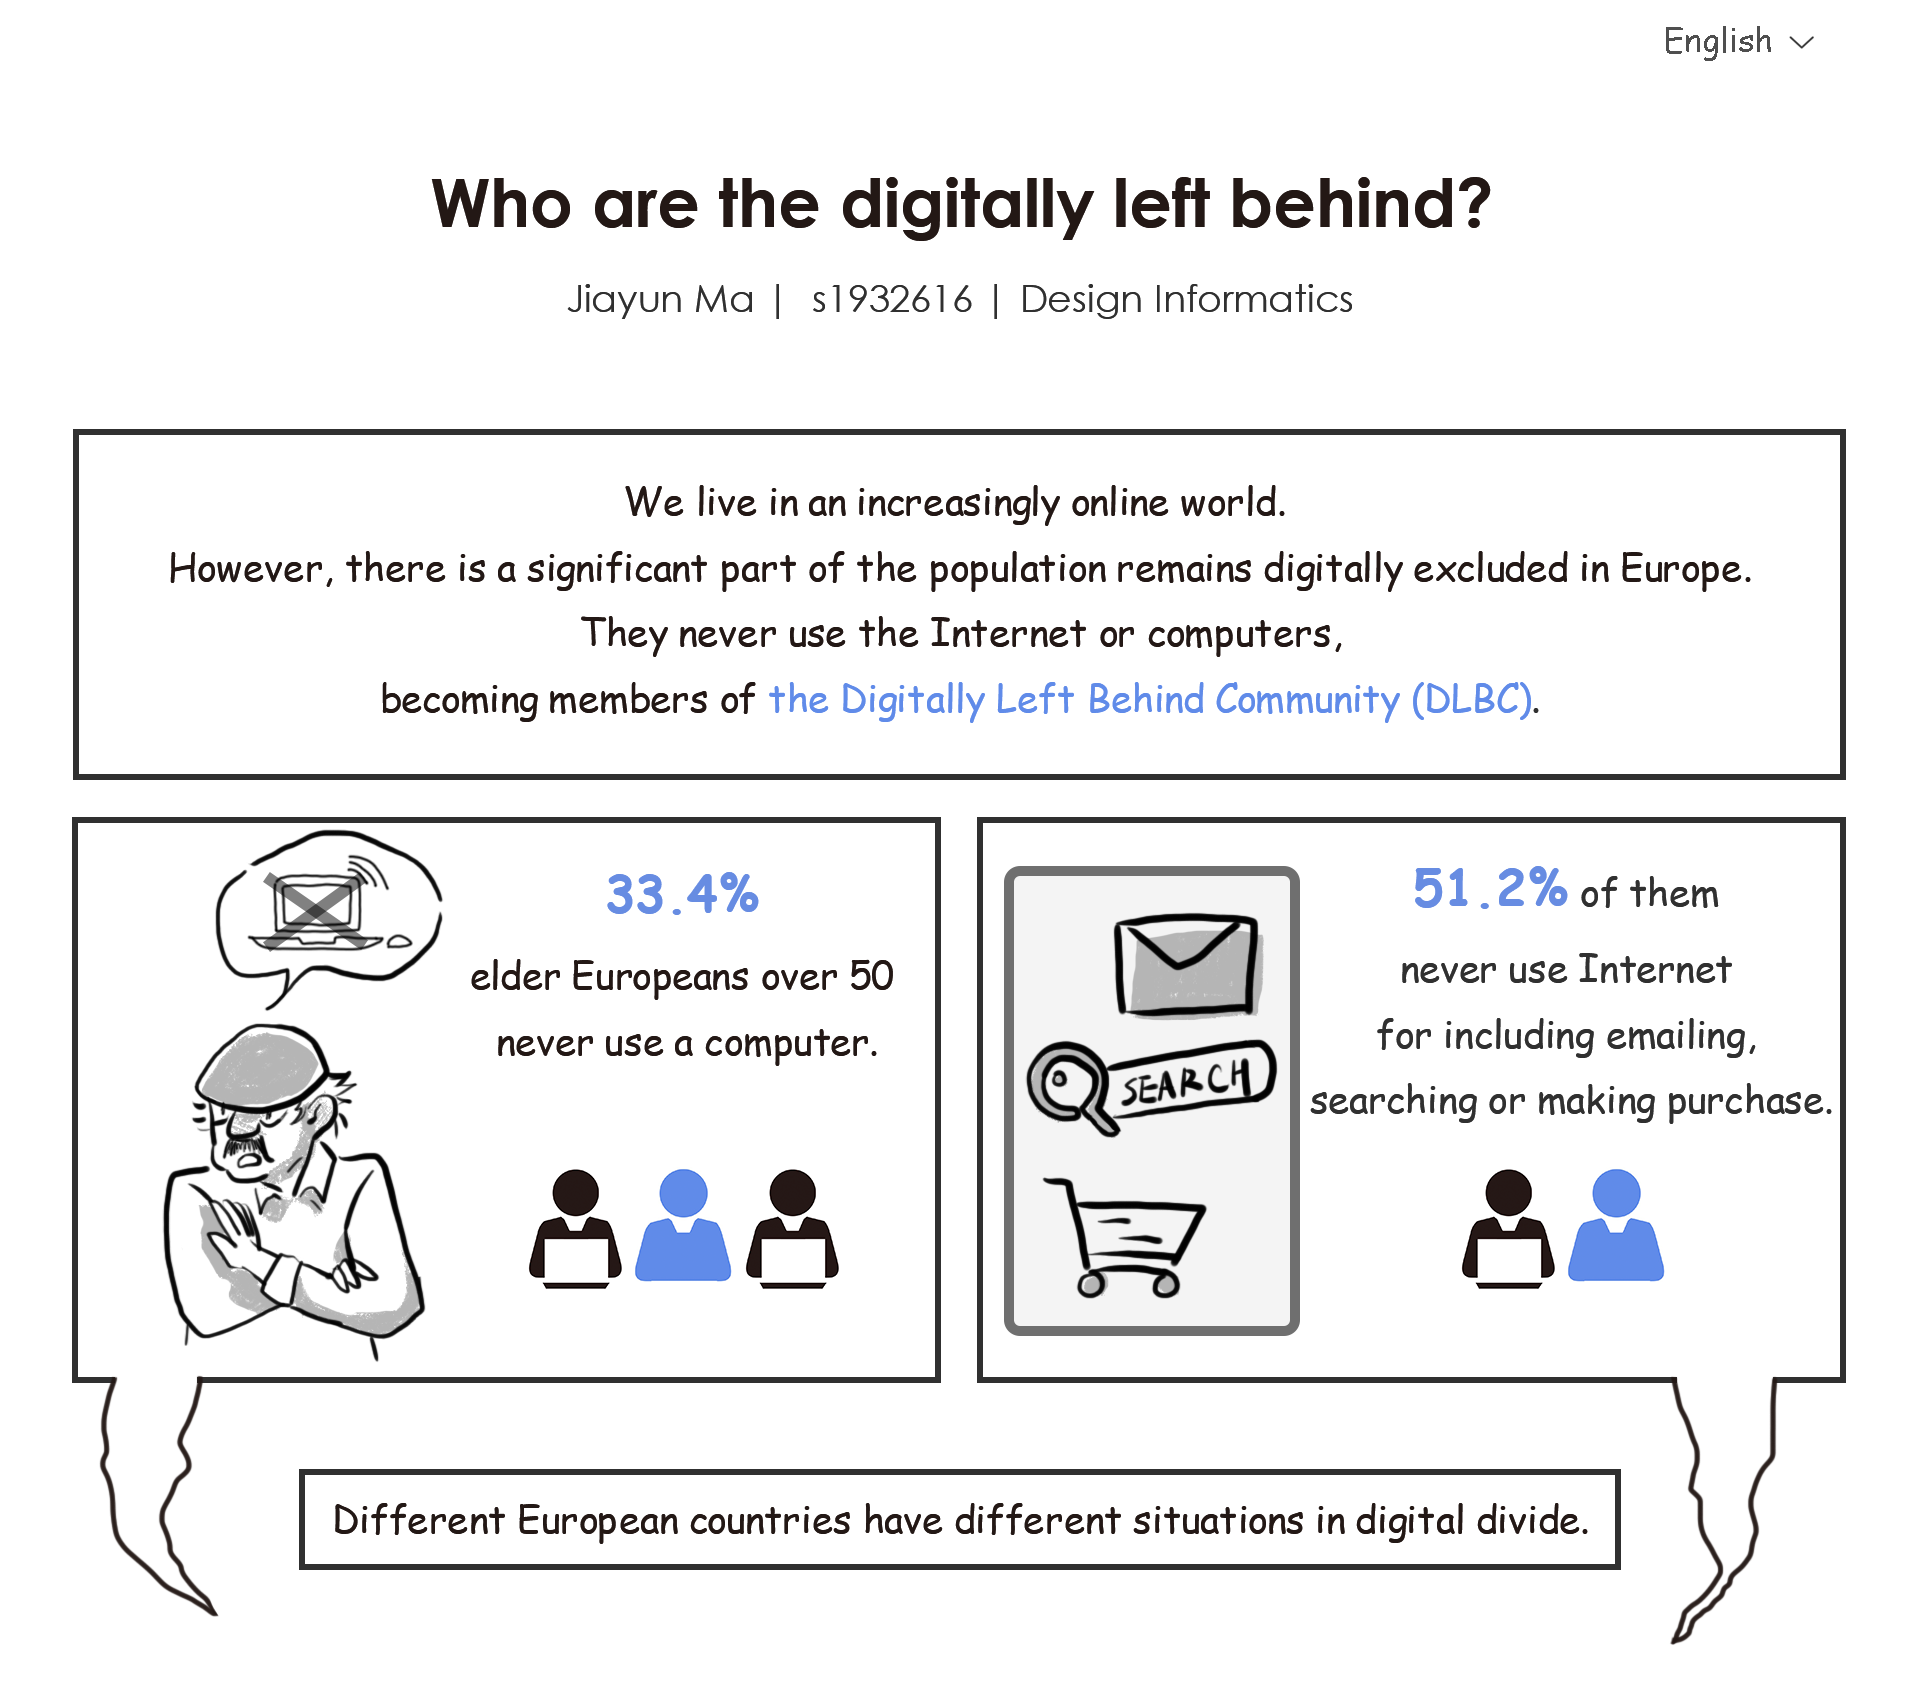 English
Who are the digitally left behind?
Jiayun Ma | s1932616 | Design Informatics
We live in an increasingly online world.
However, there is a significant part of the population remains digitally excluded in Europe.
They never use the Internet or computers,
becoming members of the Digitally Left Behind Community (DLBC).
33.4%
elder Europeans over 50
never use a computer.
SEARCH
51.2% of them
never use Internet
for including emailing,
searching or making purchase.
Different European countries have different situations in digital divide.